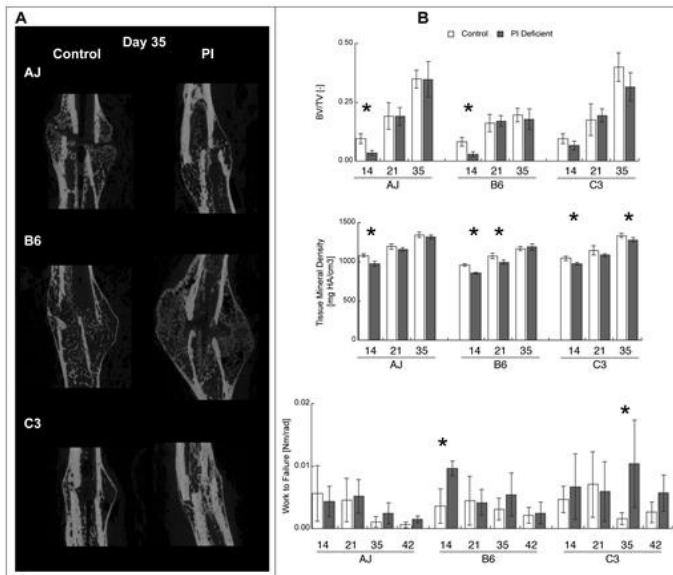 A
Day 35
Control PI
AJ
B6
C3
B
Control PI Deficient
BV/TV [-]
0.50
0.25
0.00
14 21 35 14 21 35 14 21 35
AJ B6 C3
* *
Tissue Mineral Density
[mg HA/cm3]
1500
1000
500
0
* * * * *
14 21 35 14 21 35 14 21 35
AJ B6 C3
Work to Failure [Nm/rad]
0.02
0.01
0.00
* *
14 21 35 42 14 21 35 42 14 21 35 42
AJ B6 C3